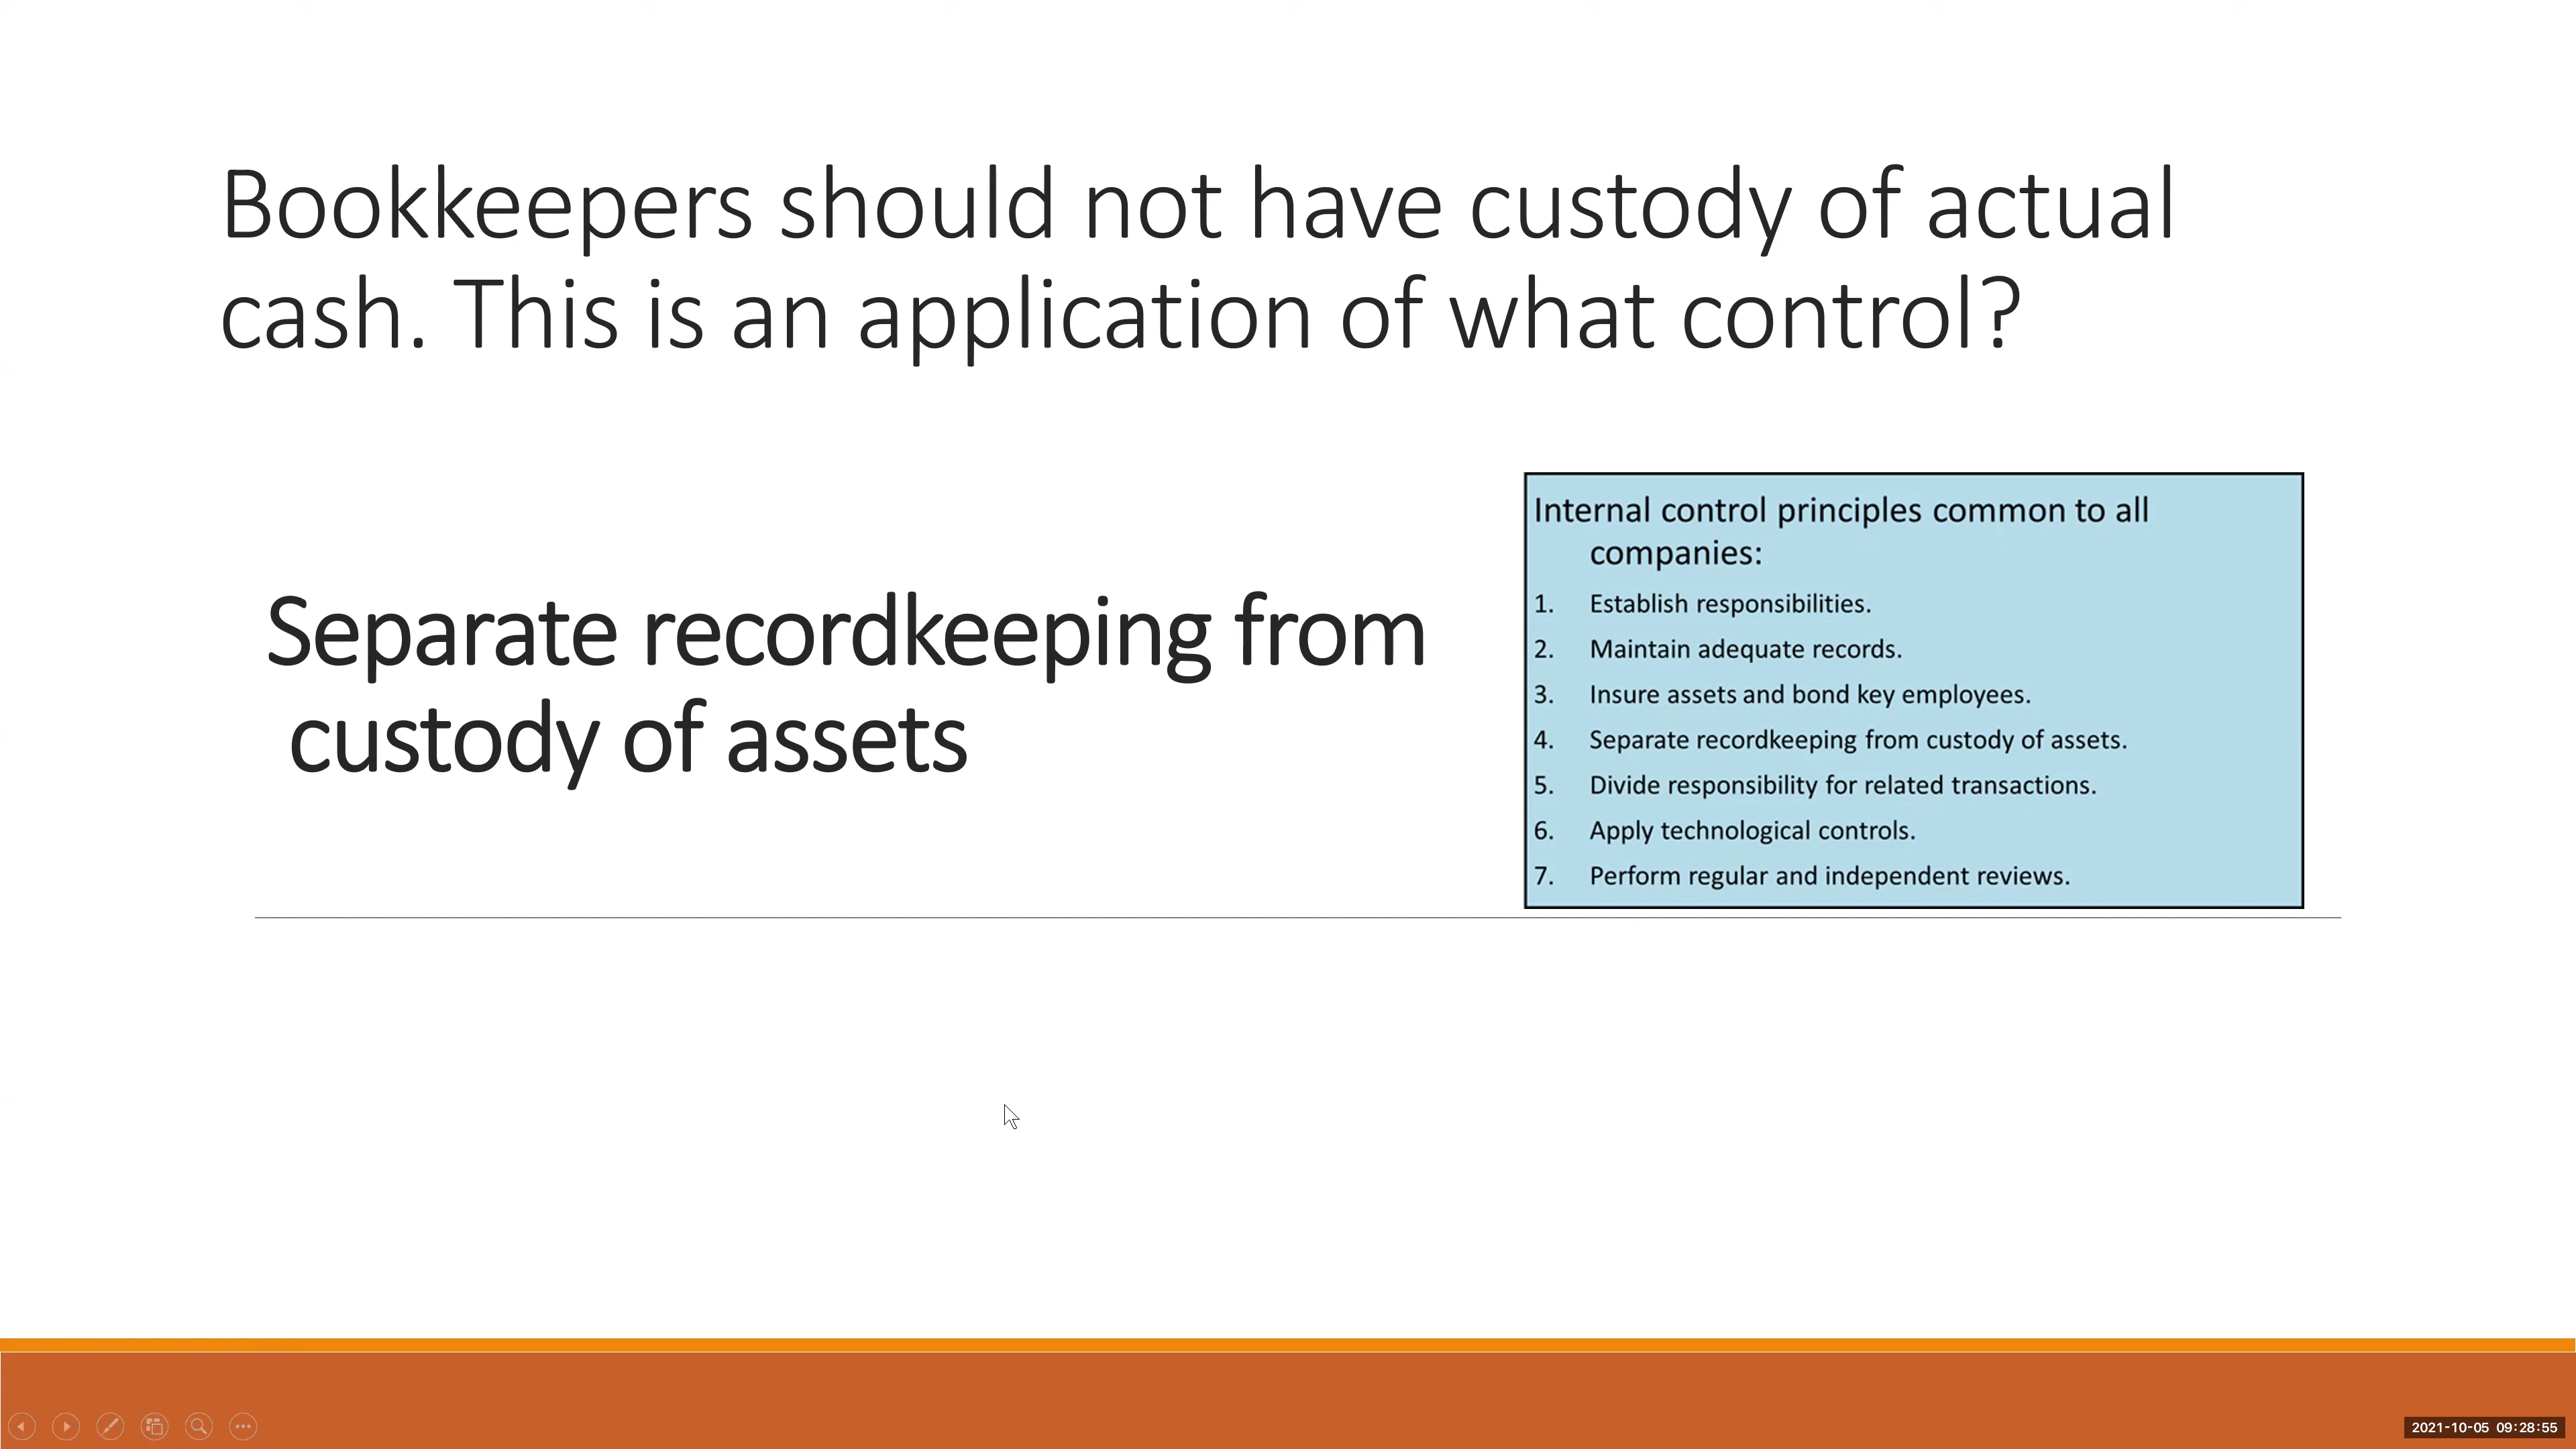 Bookkeepers should not have custody of actual
cash. This is an application of what control?
Separate recordkeeping from
custody of assets
Internal control principles common to all
companies:
1. Establish responsibilities.
2. Maintain adequate records.
3. Insure assets and bond key employees.
4. Separate recordkeeping from custody of assets.
5. Divide responsibility for related transactions.
6. Apply technological controls.
7. Perform regular and independent reviews.
2021-10-05 09:28:55